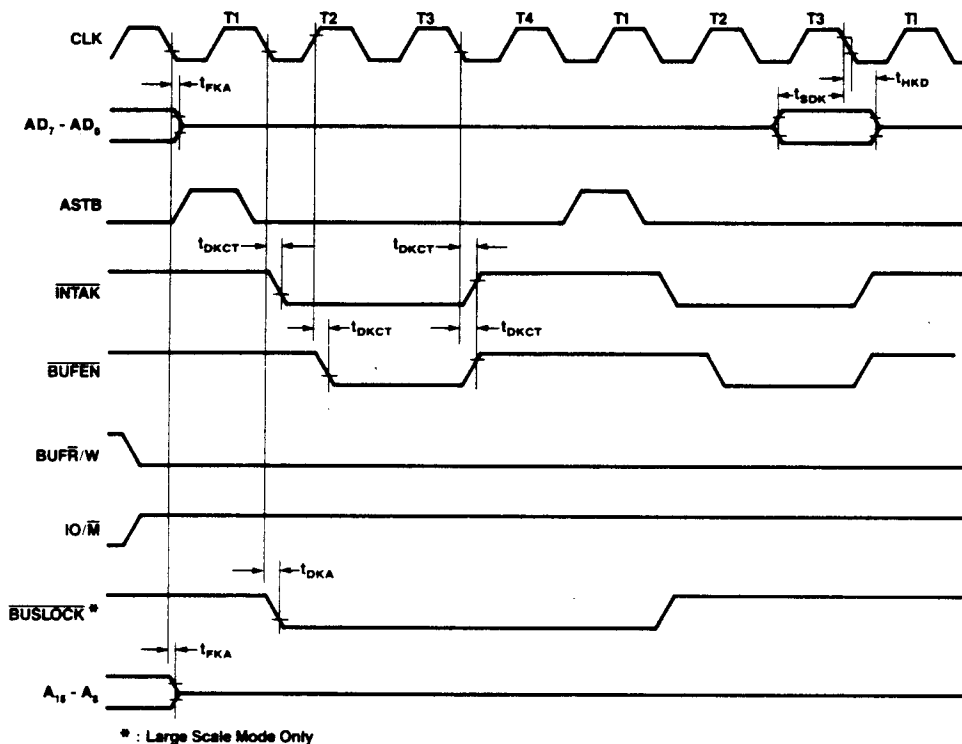 T1 T2 T3 T4 T1 T2 T3 TI
CLK
tFKA
tSDK
tHKD
AD7 - AD0
ASTB
tDKCT tDKCT
INTAK
tDKCT tDKCT
BUFEN
BUFR/W
IO/M
tDKA
BUSLOCK *
tFKA
A15 - A8
* : Large Scale Mode Only